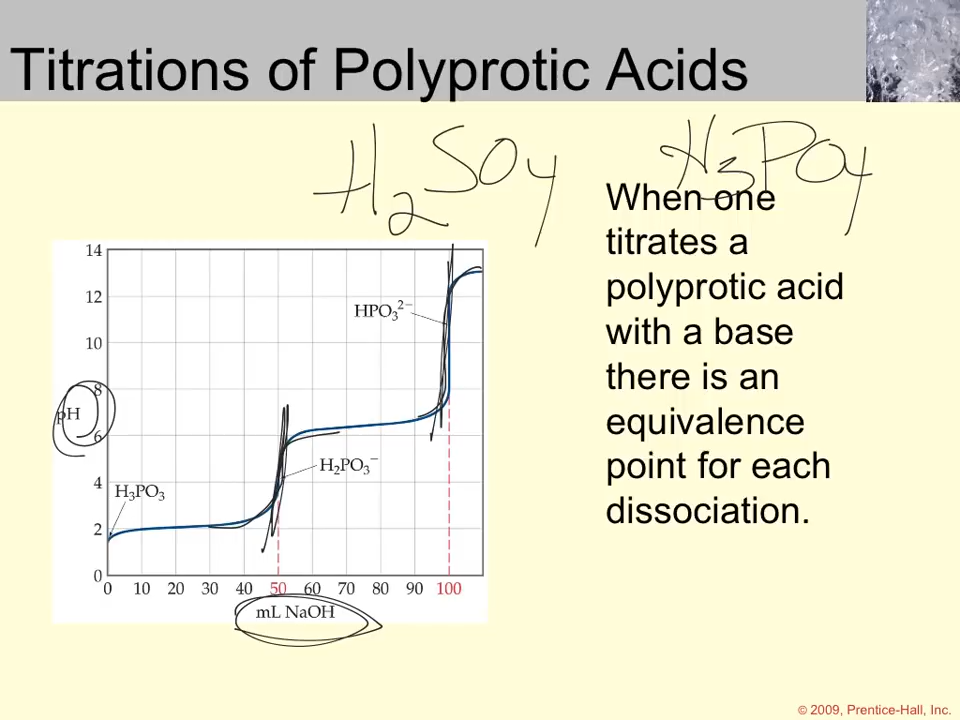 Titrations of Polyprotic Acids
H₂SO₄
H₃PO₄
When one
titrates a
polyprotic acid
with a base
there is an
equivalence
point for each
dissociation.
14
12
10
8
6
4
2
0
pH
HPO₃²⁻
H₂PO₃⁻
H₃PO₃
0 10 20 30 40 50 60 70 80 90 100
mL NaOH
© 2009, Prentice-Hall, Inc.